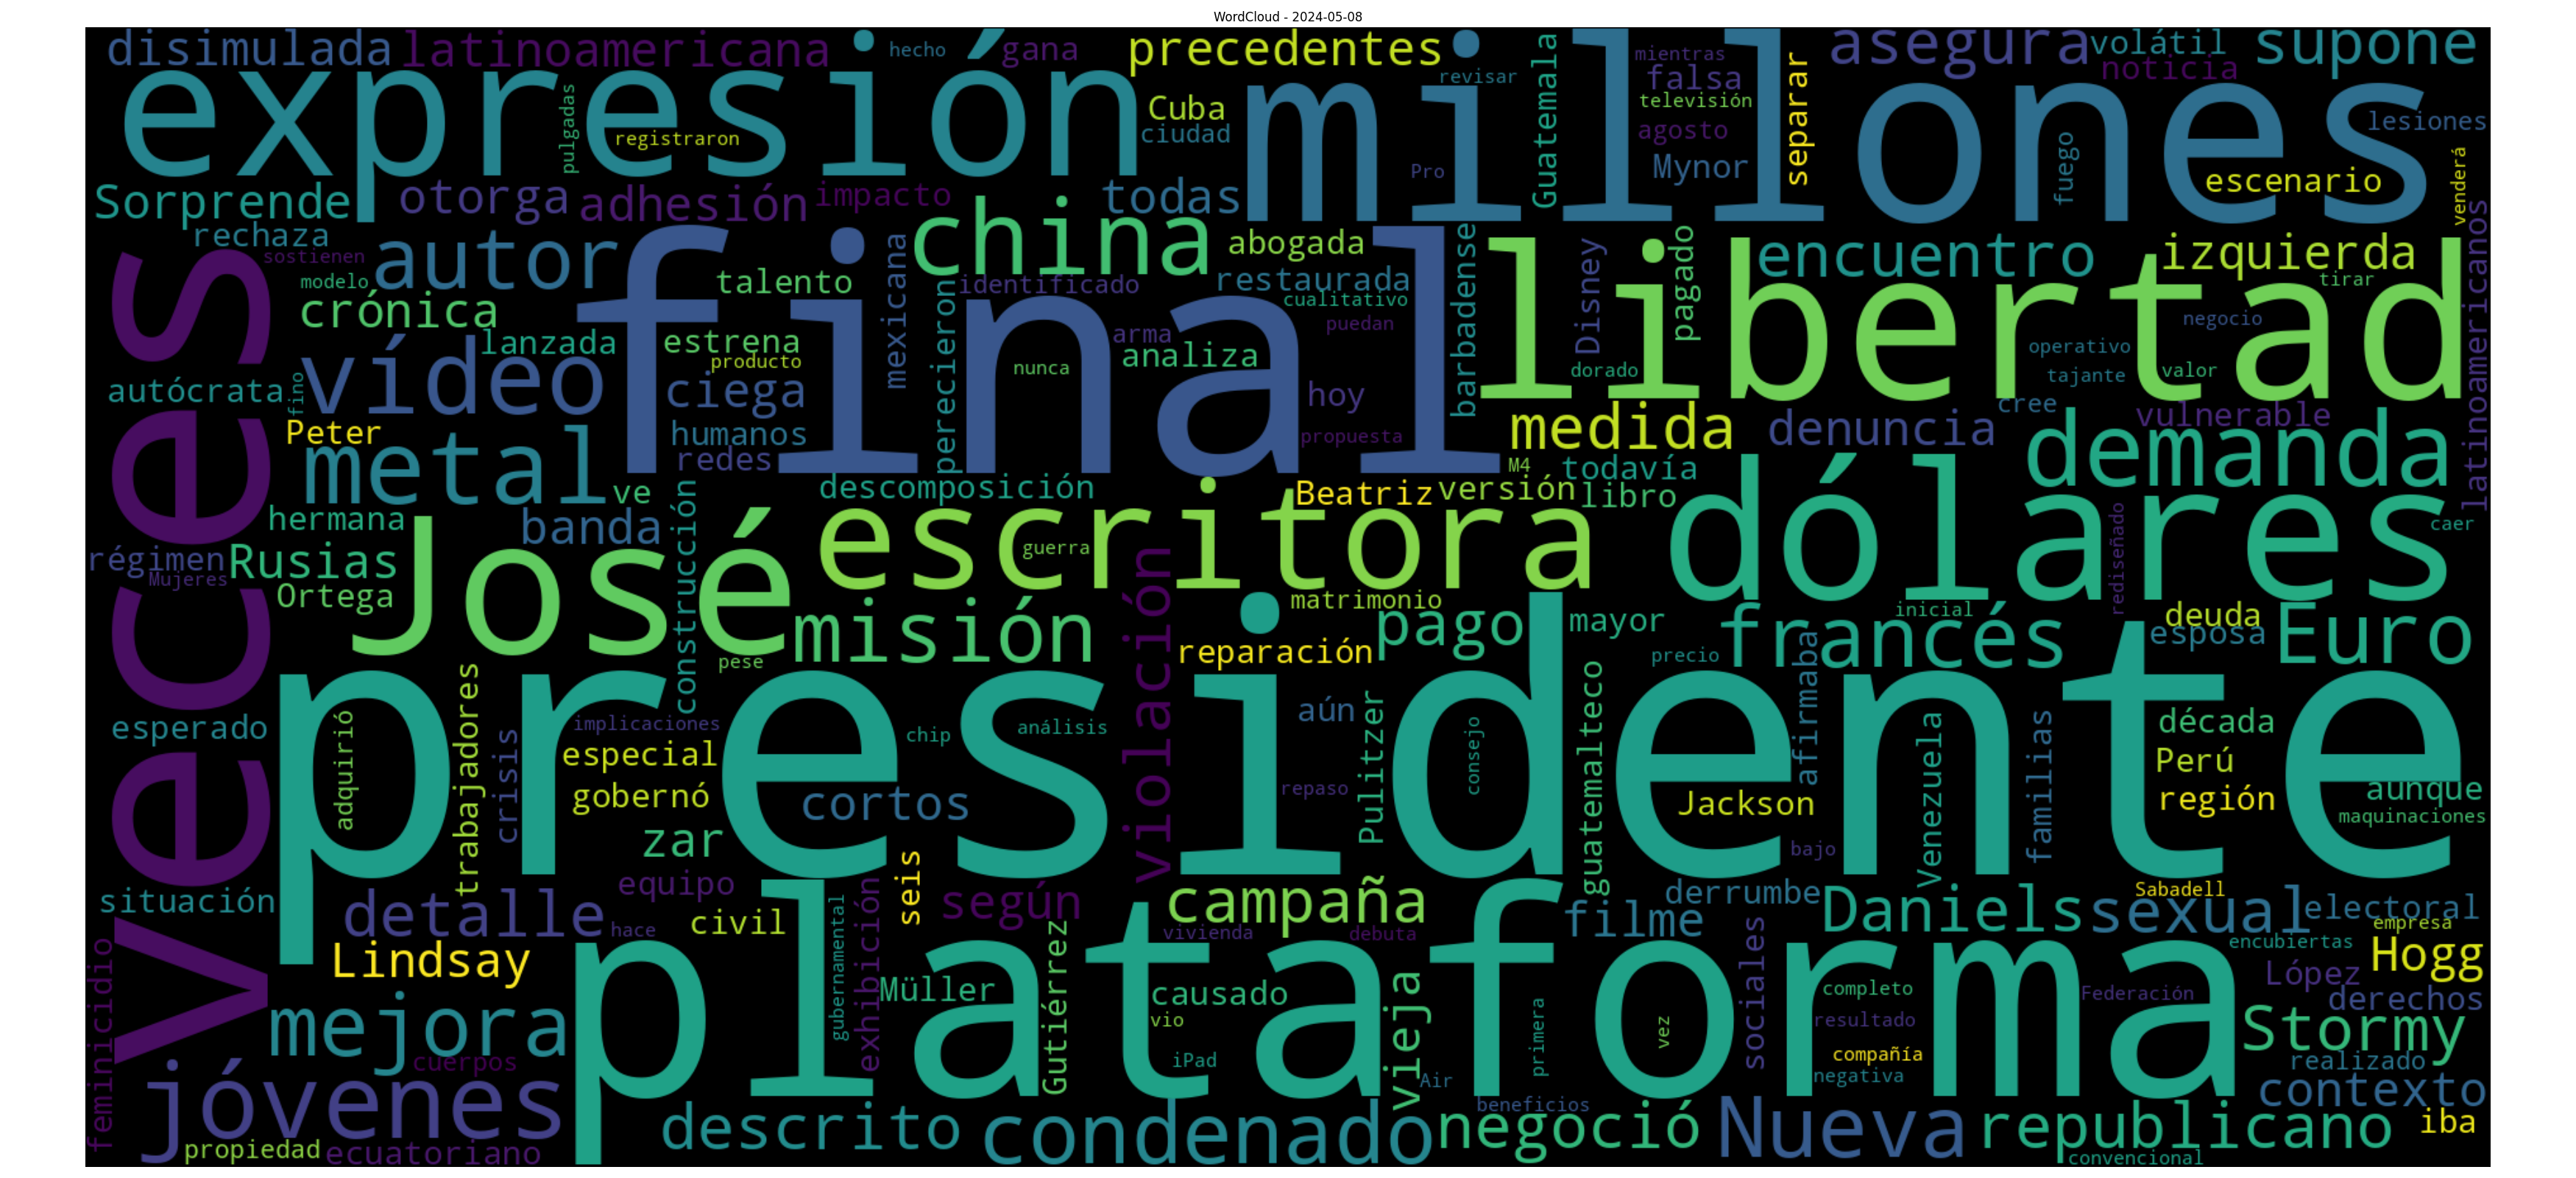 WordCloud - 2024-05-08
disimulada
latinoamericana
hecho
gana
precedentes
Guatemala
mientras
asegura
volátil
supone
expresión
millones
revisar
falsa
noticia
pulgadas
registraron
Cuba
ciudad
televisión
agosto
separar
lesiones
Pro
Mynor
fuego
escenario
venderá
Sorprende
otorga
adhesión
impacto
todas
latinoamericanos
rechaza
sostienen
autor
china
abogada
barbadense
Disney
pagado
encuentro
izquierda
modelo
talento
mexicana
identificado
restaurada
tirar
crónica
final
cualitativo
libertad
negocio
lanzada
estrena
perecieron
arma
puedan
operativo
vídeo
producto
nunca
analiza
dorado
tajante
valor
autócrata
fino
ciega
hoy
cree
vulnerable
Peter
humanos
propuesta
medida
denuncia
demanda
metal
redes
M4
todavía
ve
descomposición
Beatriz
versión
libro
hermana
banda
construcción
escritora
dólares
rediseñado
caer
régimen
Mujeres
Rusias
José
guerra
violación
Ortega
misión
matrimonio
pago
mayor
inicial
francés
deuda
esposa
Euro
veces
pese
reparación
precio
afirmaba
trabajadores
presidente
esperado
adquirió
crisis
implicaciones
chip
análisis
aún
Pulitzer
consejo
guatemalteco
Venezuela
familias
década
especial
Perú
gobernó
cortos
repaso
Jackson
región
aunque
maquinaciones
zar
bajo
situación
equipo
exhibición
seis
según
campaña
derrumbe
Sabadell
detalle
hace
civil
gubernamental
vivienda
debuta
filme
Daniels
sexual
electoral
empresa
feminicidio
Lindsay
plataforma
Gutiérrez
sociales
encubiertas
Hogg
Müller
causado
vieja
primera
completo
Federación
López
derechos
mejora
vio
vez
resultado
Stormy
cuerpos
iPad
Air
compañía
negativa
realizado
jóvenes
descrito
condenado
beneficios
negoció
Nueva
republicano
contexto
iba
propiedad
ecuatoriano
convencional